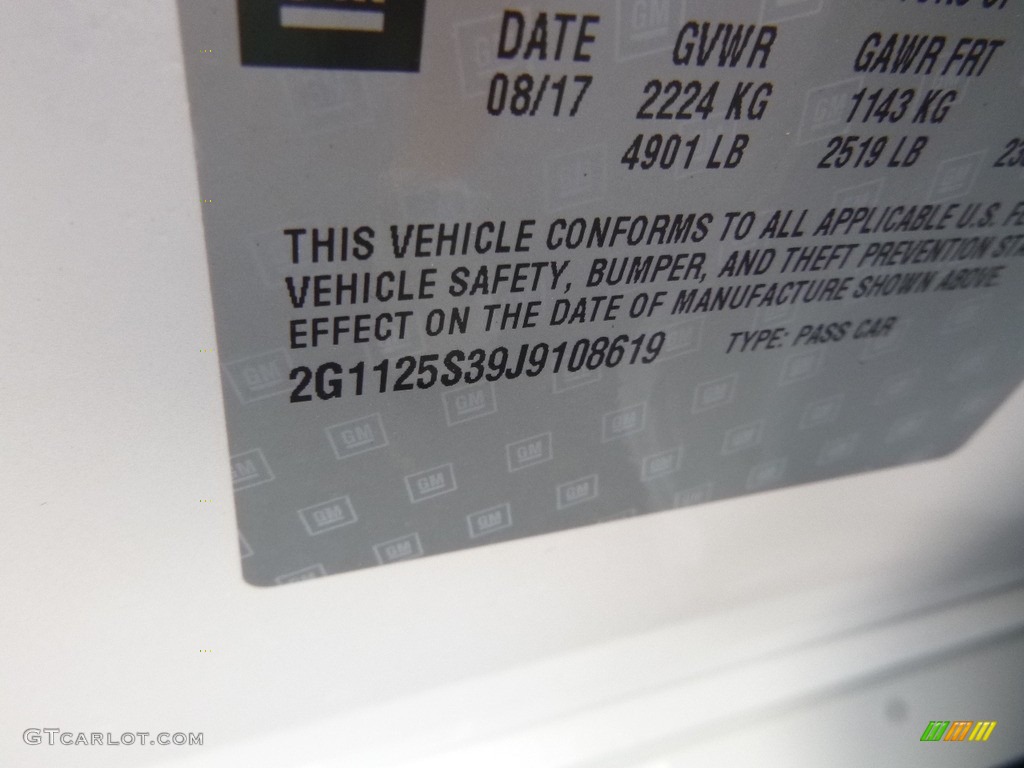 DATE GVWR GAWR FRT
08/17 2224 KG 1143 KG
4901 LB 2519 LB
THIS VEHICLE CONFORMS TO ALL APPLICABLE U.S.
VEHICLE SAFETY, BUMPER, AND THEFT PREVENTION
EFFECT ON THE DATE OF MANUFACTURE SHOWN ABOVE.
2G1125S39J9108619 TYPE: PASS CAR
GTCARLOT.COM